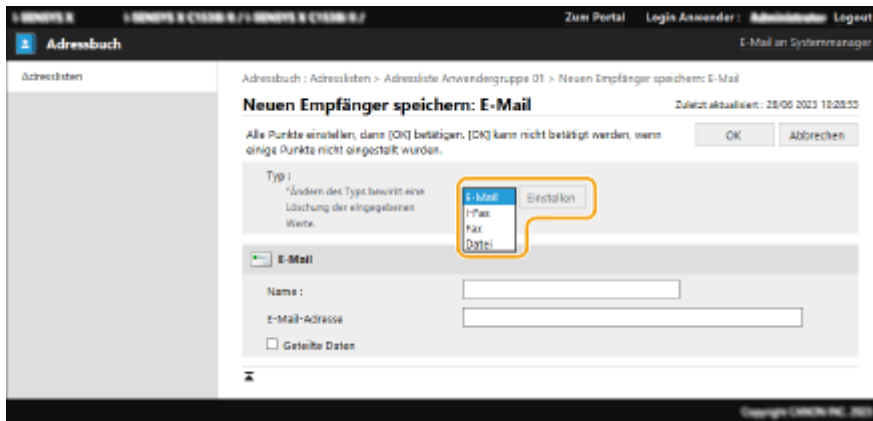 Zum Portal Login Anwender: Logout
Adressbuch
E-Mail an Systemmanager
Adresslisten
Adressbuch : Adresslisten > Adressliste Anwendergruppe 01 > Neuen Empfänger speichern: E-Mail
Neuen Empfänger speichern: E-Mail
Zuletzt aktualisiert: 28/06 2023 10:28:53
Alle Punkte einstellen, dann [OK] betätigen. [OK] kann nicht betätigt werden, wenn
einige Punkte nicht eingestellt wurden.
OK Abbrechen
Typ :
*Ändern des Typs bewirkt eine
Löschung der eingegebenen
Werte.
E-Mail
I-Fax
Fax
Datei
Einstellen
E-Mail
Name :
E-Mail-Adresse
Geteilte Daten
Copyright CANON INC. 2023